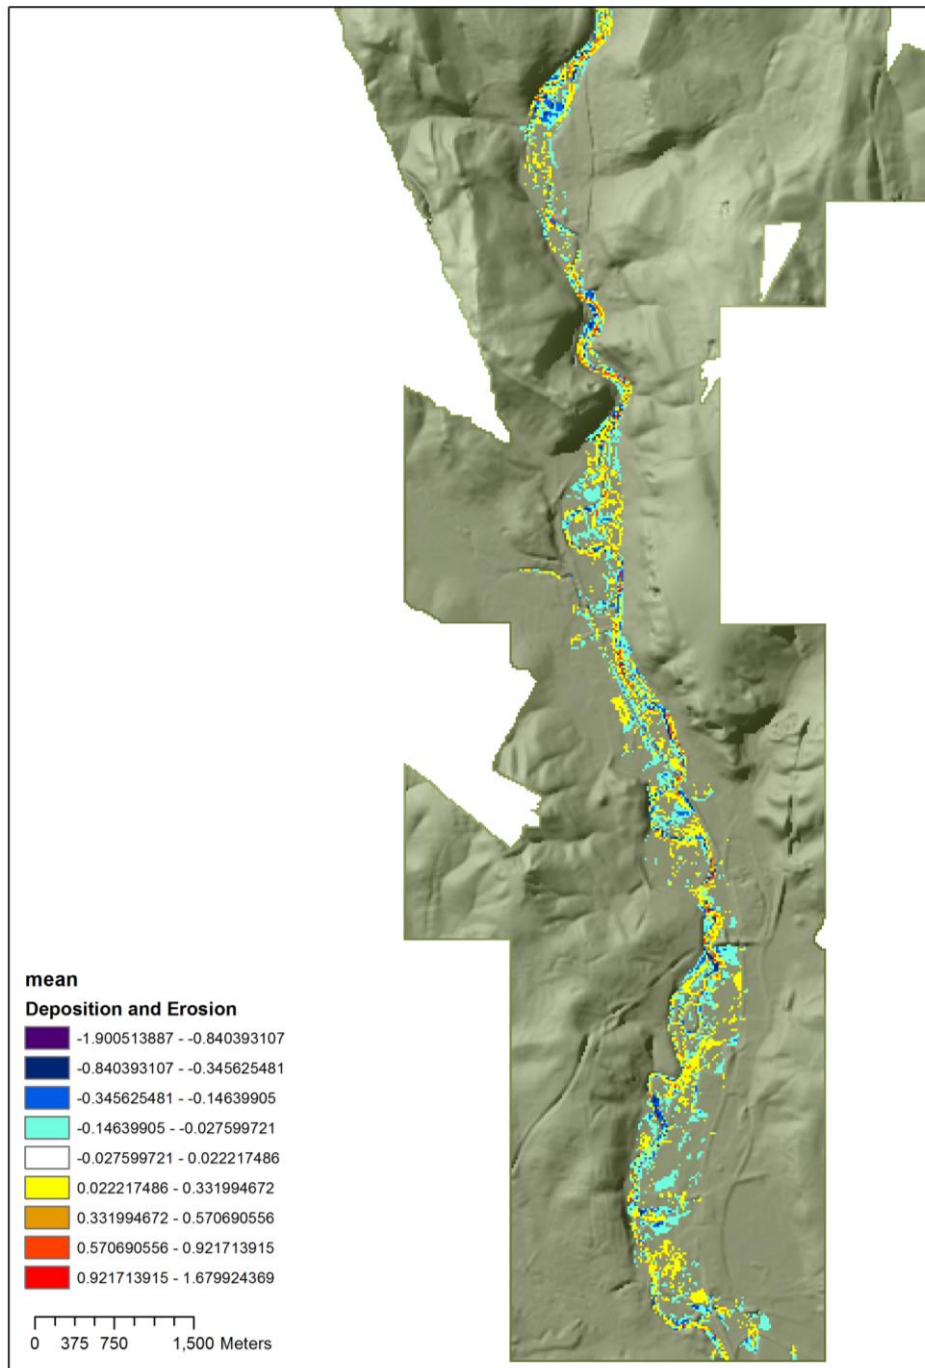 mean
Deposition and Erosion
-1.900513887 - -0.840393107
-0.840393107 - -0.345625481
-0.345625481 - -0.14639905
-0.14639905 - -0.027599721
-0.027599721 - 0.022217486
0.022217486 - 0.331994672
0.331994672 - 0.570690556
0.570690556 - 0.921713915
0.921713915 - 1.679924369
0 375 750 1,500 Meters